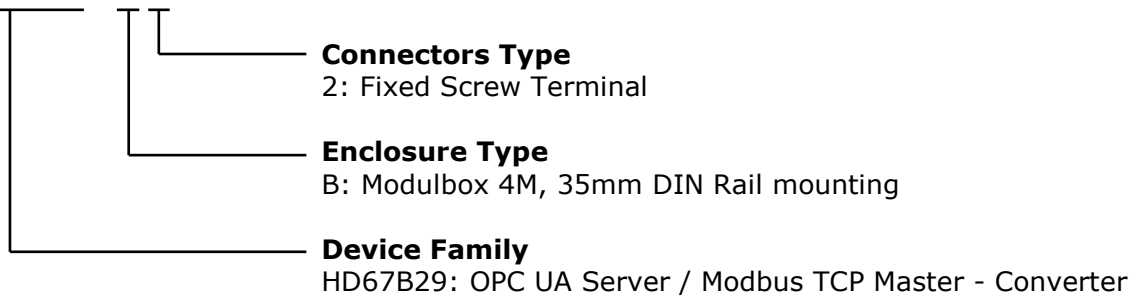 Connectors Type
2: Fixed Screw Terminal
Enclosure Type
B: Modulbox 4M, 35mm DIN Rail mounting
Device Family
HD67B29: OPC UA Server / Modbus TCP Master - Converter